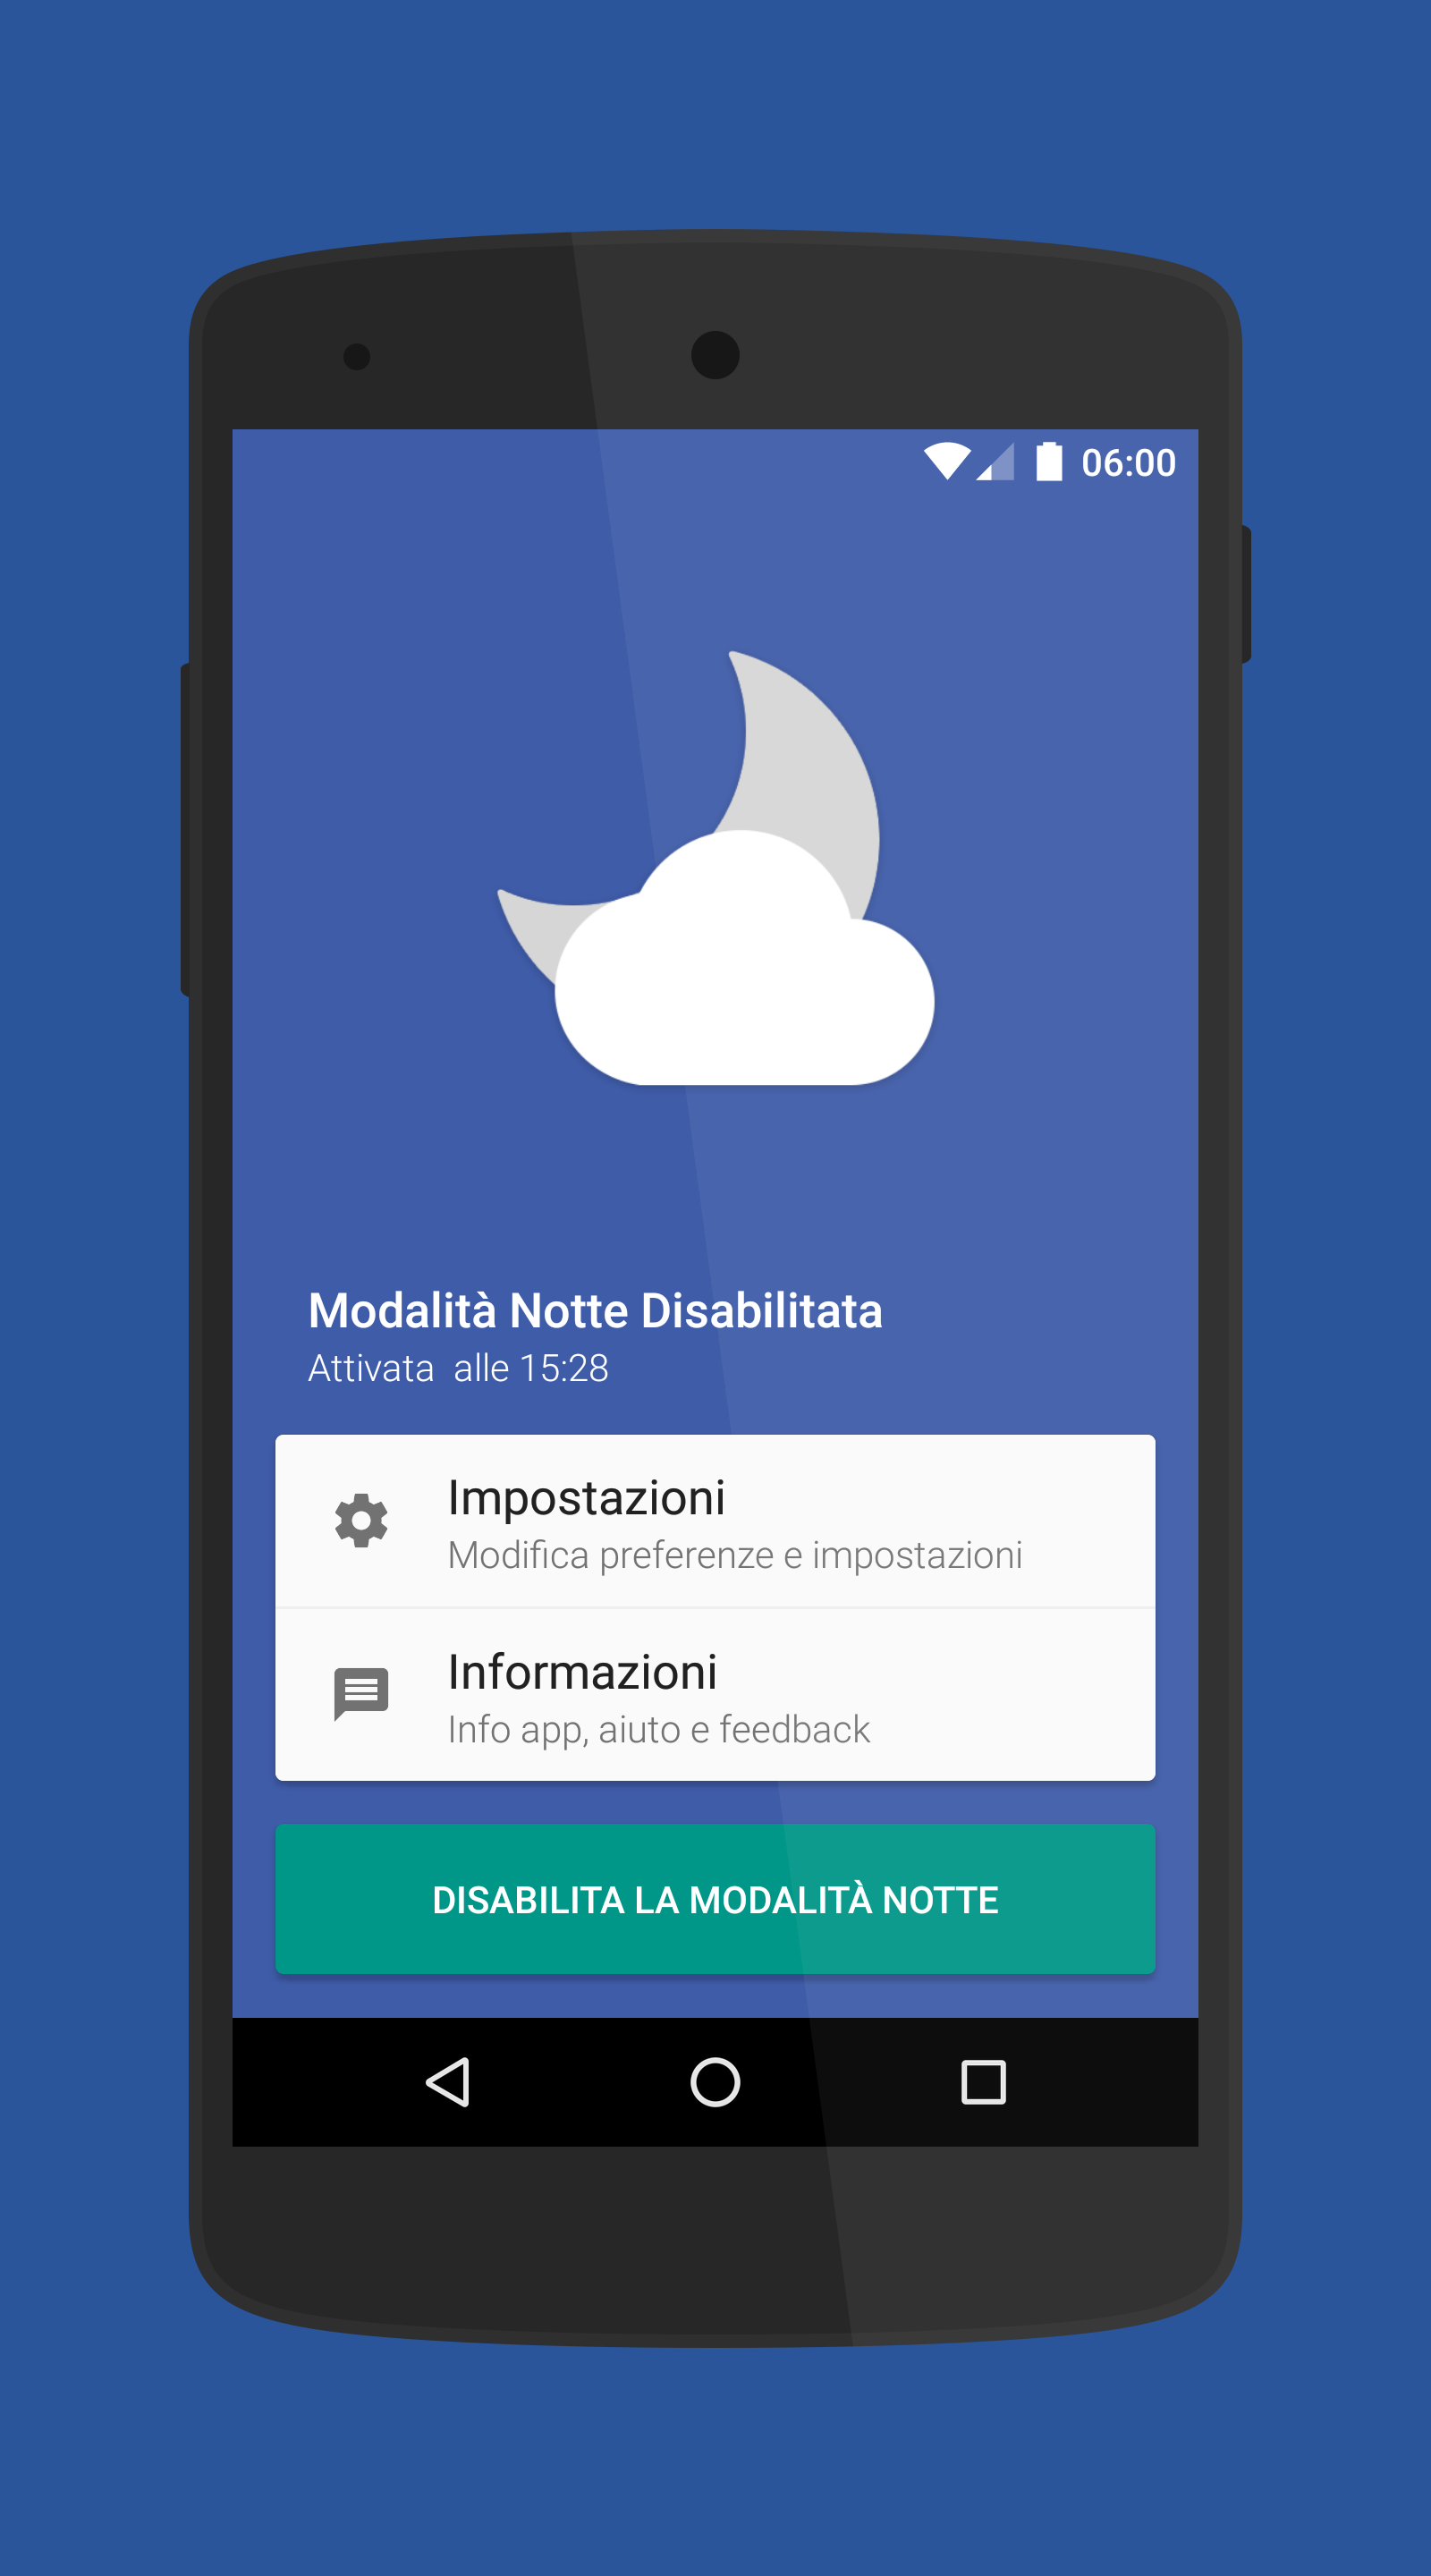 06:00
Modalità Notte Disabilitata
Attivata  alle 15:28
Impostazioni
Modifica preferenze e impostazioni
Informazioni
Info app, aiuto e feedback
DISABILITA LA MODALITÀ NOTTE